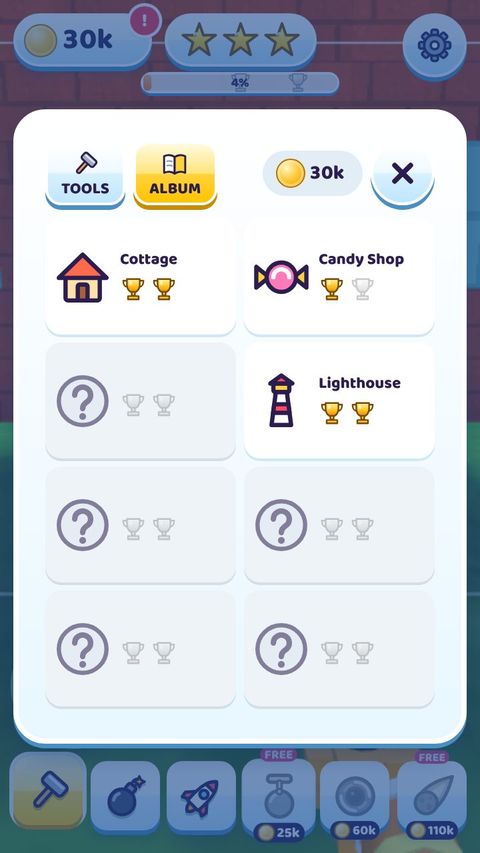 30k
!
4%
TOOLS
ALBUM
30k
Cottage
Candy Shop
?
Lighthouse
?
?
?
?
FREE
FREE
25k
60k
110k